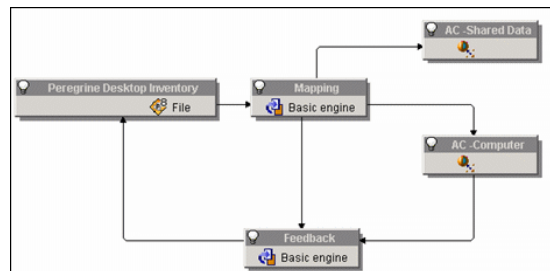 AC -Shared Data
Peregrine Desktop Inventory
File
Mapping
Basic engine
AC -Computer
Feedback
Basic engine